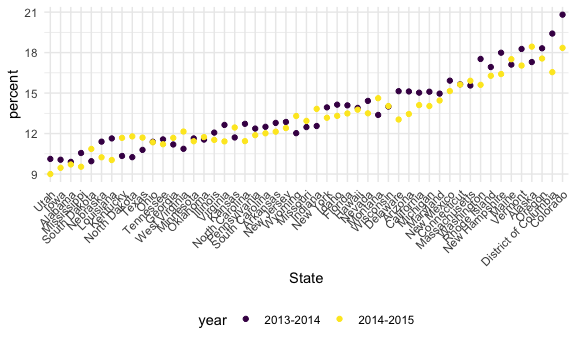 21
18
15
12
9
percent
Utah
Iowa
Alabama
South Dakota
Nebraska
Louisiana
Kentucky
North Dakota
Texas
Ohio
Tennessee
West Virginia
Oklahoma
Illinois
Virginia
Kansas
North Carolina
Pennsylvania
South Carolina
Arkansas
New Jersey
Wyoming
Missouri
Indiana
New York
Idaho
Florida
Hawaii
Nevada
Montana
Wisconsin
Delaware
Arizona
California
Maryland
Michigan
New Mexico
Connecticut
Massachusetts
Washington
Rhode Island
New Hampshire
Maine
Vermont
Alaska
Oregon
District of Columbia
Colorado
State
year 2013-2014 2014-2015